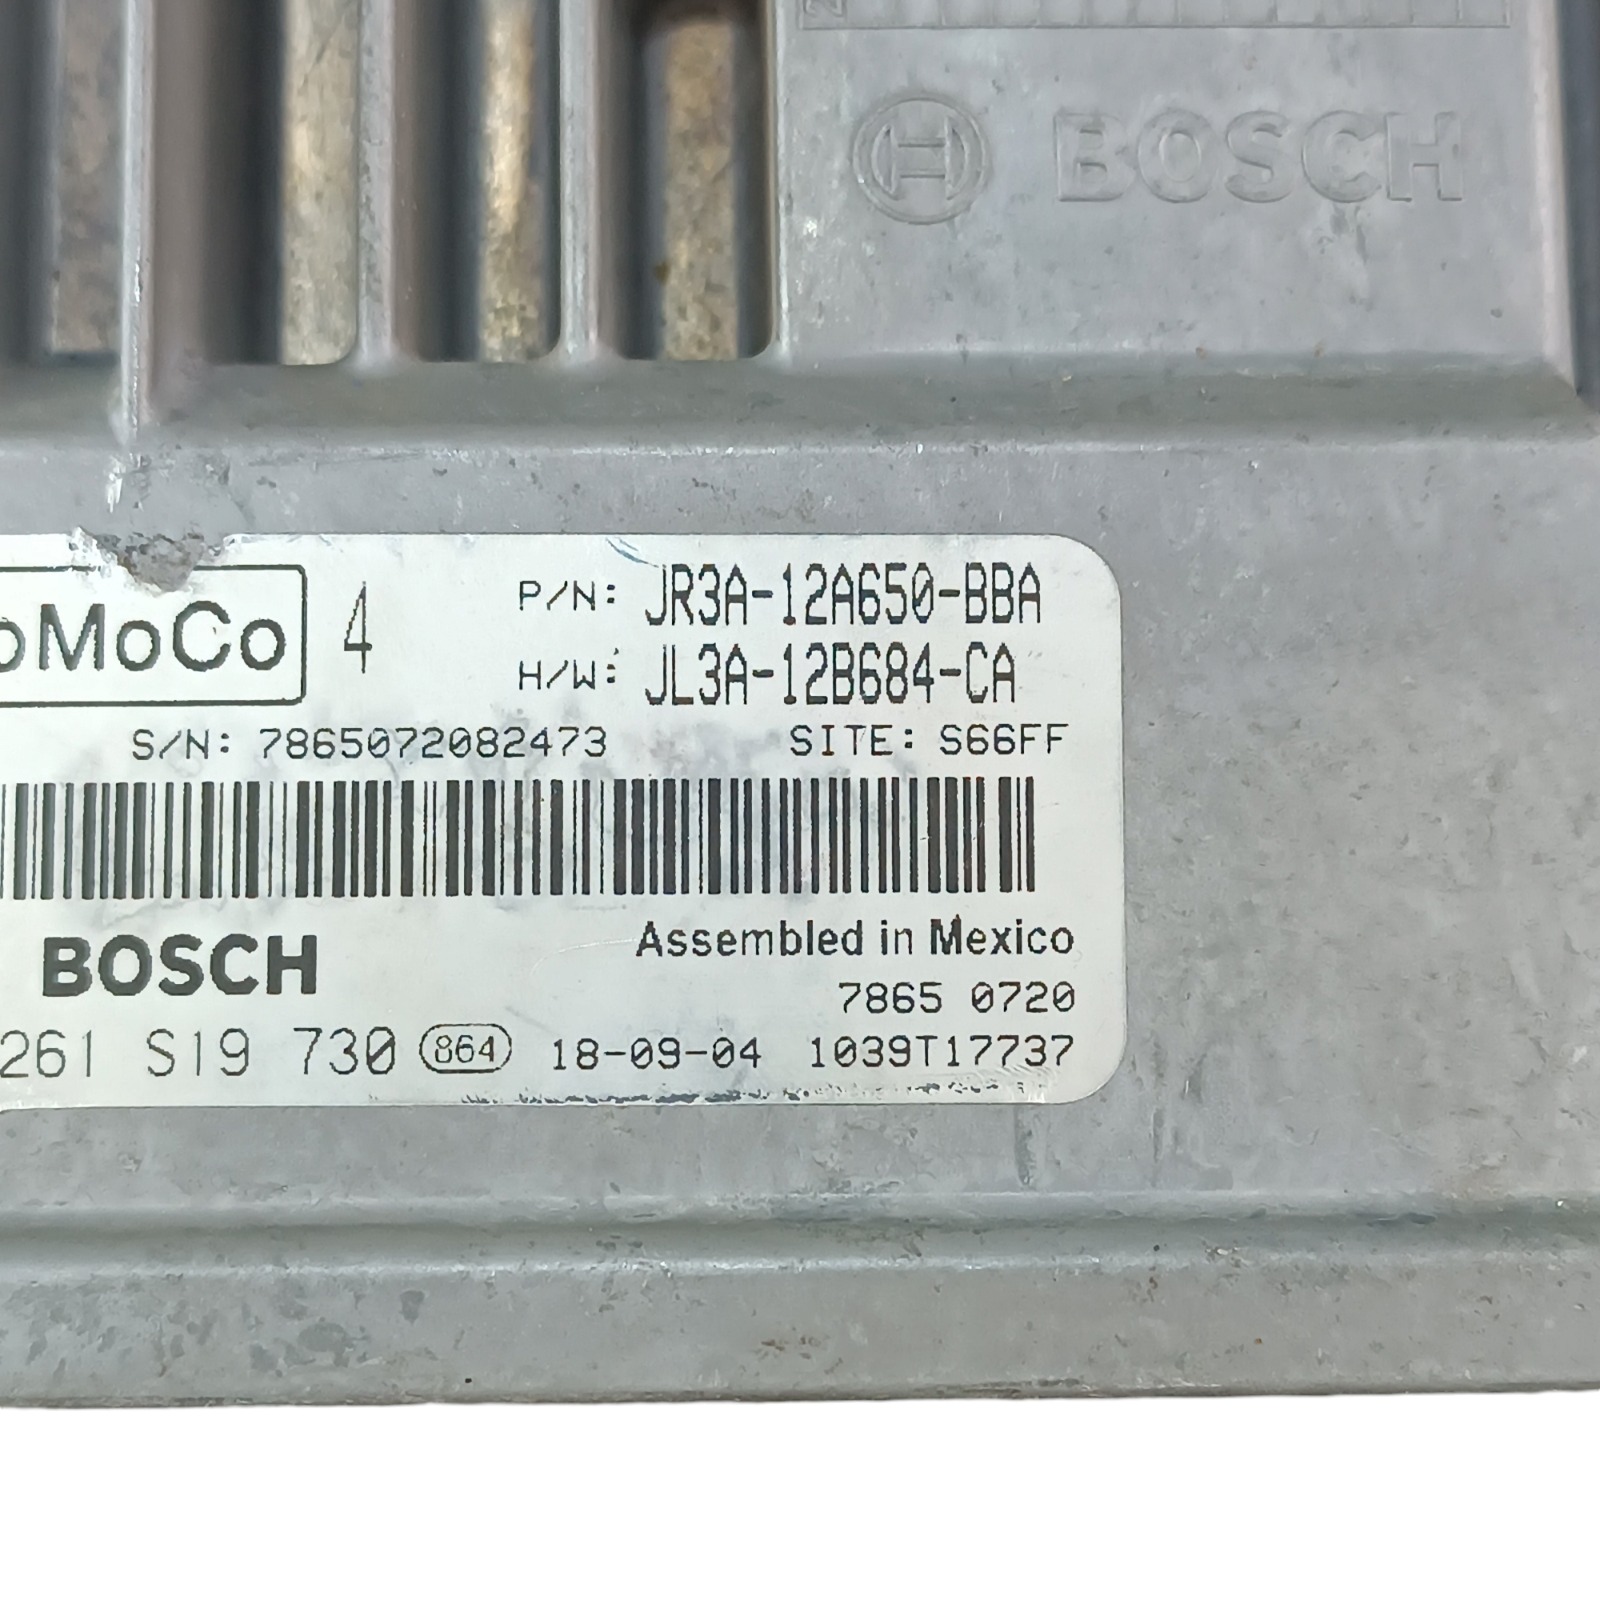 BOSCH
oMoCo 4 P/N: JR3A-12A650-BBA
H/W: JL3A-12B684-CA
S/N: 7865072082473 SITE: S66FF
BOSCH
Assembled in Mexico
7865 0720
261 S19 730 864 18-09-04 1039T17737